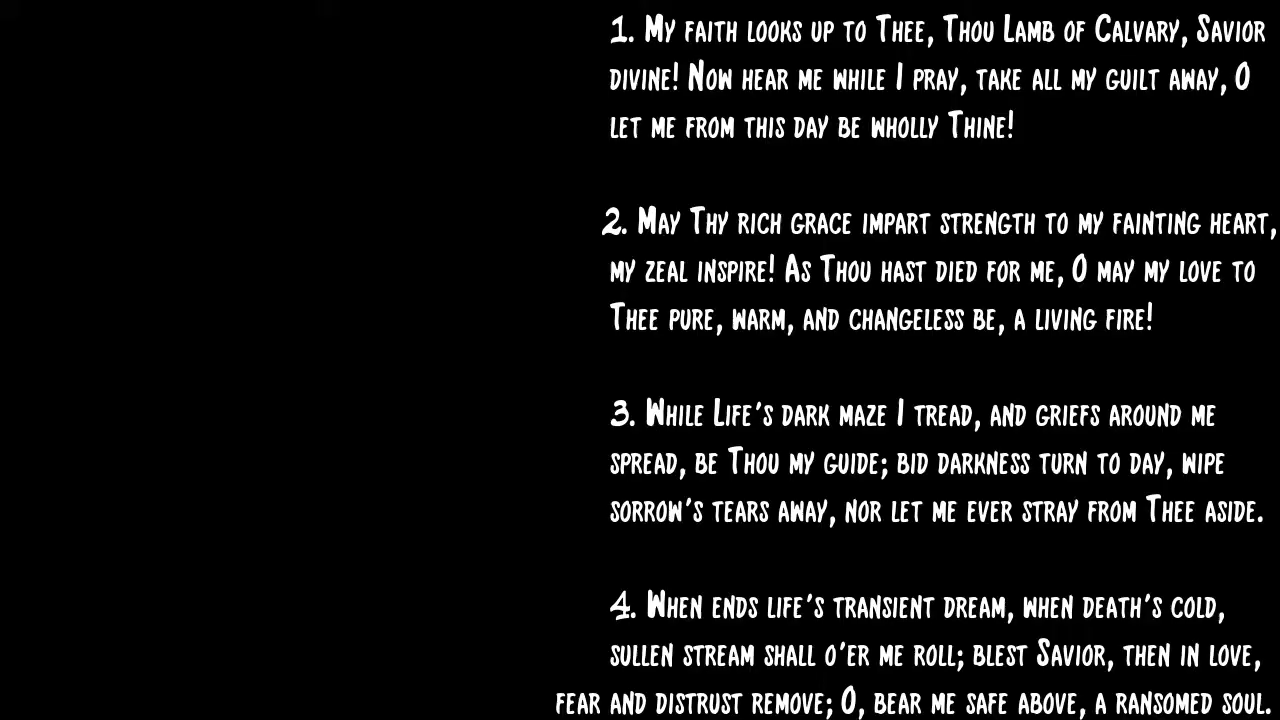 1. My faith looks up to Thee, Thou Lamb of Calvary, Savior
divine! Now hear me while I pray, take all my guilt away, O
let me from this day be wholly Thine!
2. May Thy rich grace impart strength to my fainting heart,
my zeal inspire! As Thou hast died for me, O may my love to
Thee pure, warm, and changeless be, a living fire!
3. While Life's dark maze I tread, and griefs around me
spread, be Thou my guide; bid darkness turn to day, wipe
sorrow's tears away, nor let me ever stray from Thee aside.
4. When ends life's transient dream, when death's cold,
sullen stream shall o'er me roll; blest Savior, then in love,
fear and distrust remove; O, bear me safe above, a ransomed soul.